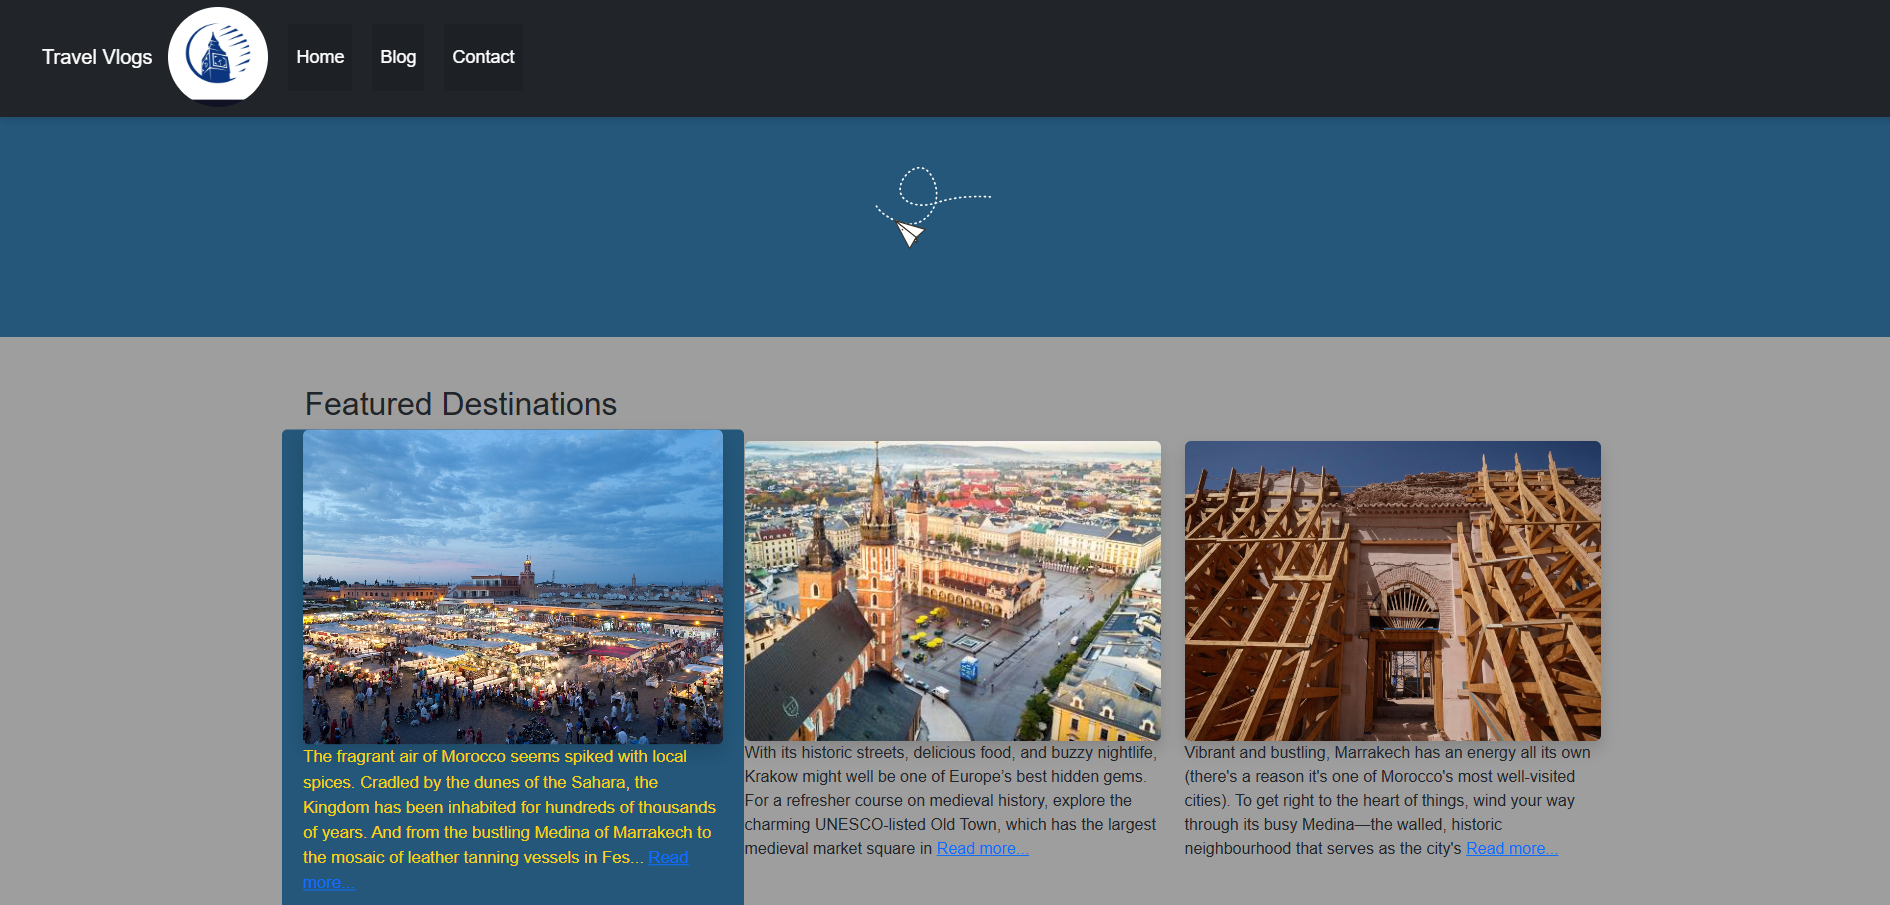 Travel Vlogs
Home
Blog
Contact
Featured Destinations
The fragrant air of Morocco seems spiked with local
spices. Cradled by the dunes of the Sahara, the
Kingdom has been inhabited for hundreds of thousands
of years. And from the bustling Medina of Marrakech to
the mosaic of leather tanning vessels in Fes... Read
more...
With its historic streets, delicious food, and buzzy nightlife,
Krakow might well be one of Europe’s best hidden gems.
For a refresher course on medieval history, explore the
charming UNESCO-listed Old Town, which has the largest
medieval market square in Read more...
Vibrant and bustling, Marrakech has an energy all its own
(there's a reason it's one of Morocco's most well-visited
cities). To get right to the heart of things, wind your way
through its busy Medina—the walled, historic
neighbourhood that serves as the city's Read more...